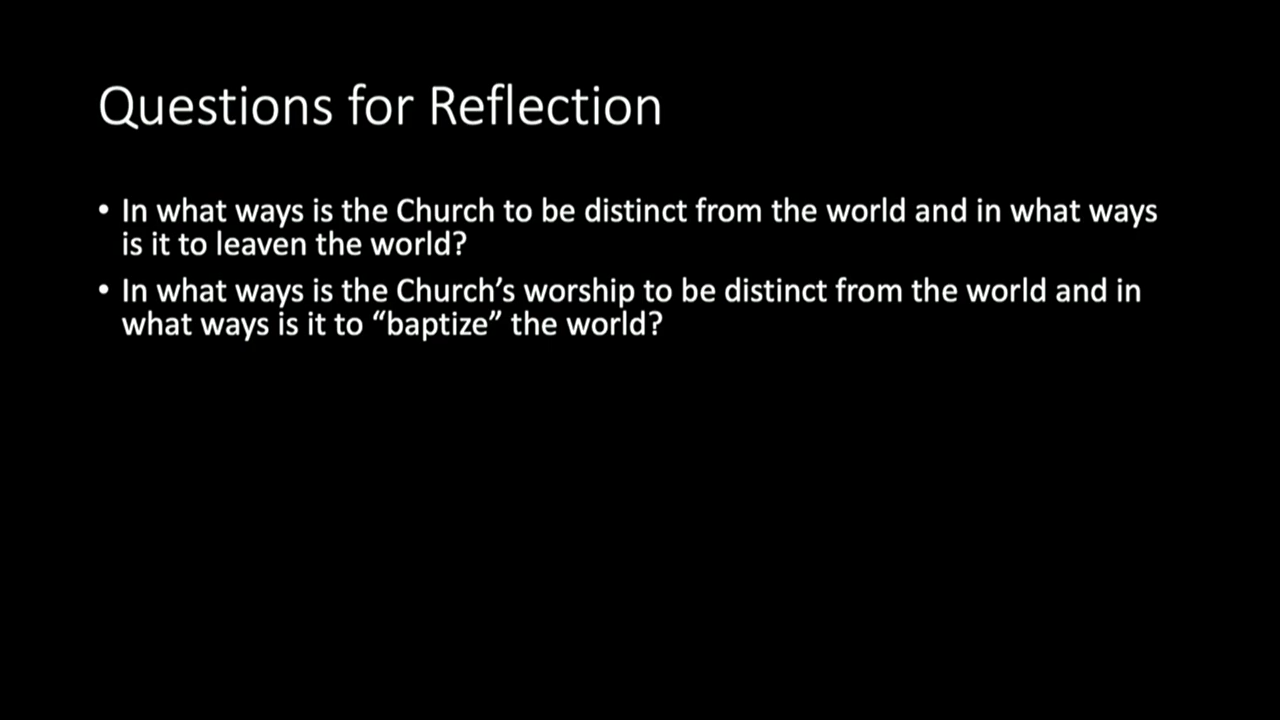 Questions for Reflection
• In what ways is the Church to be distinct from the world and in what ways
is it to leaven the world?
• In what ways is the Church’s worship to be distinct from the world and in
what ways is it to “baptize” the world?